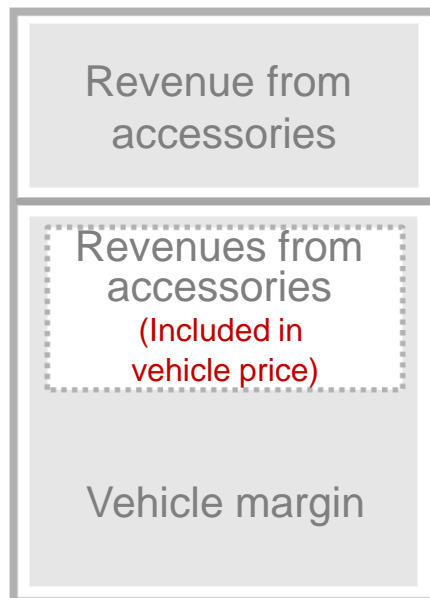 Revenue from
accessories
Revenues from
accessories
(Included in
vehicle price)
Vehicle margin